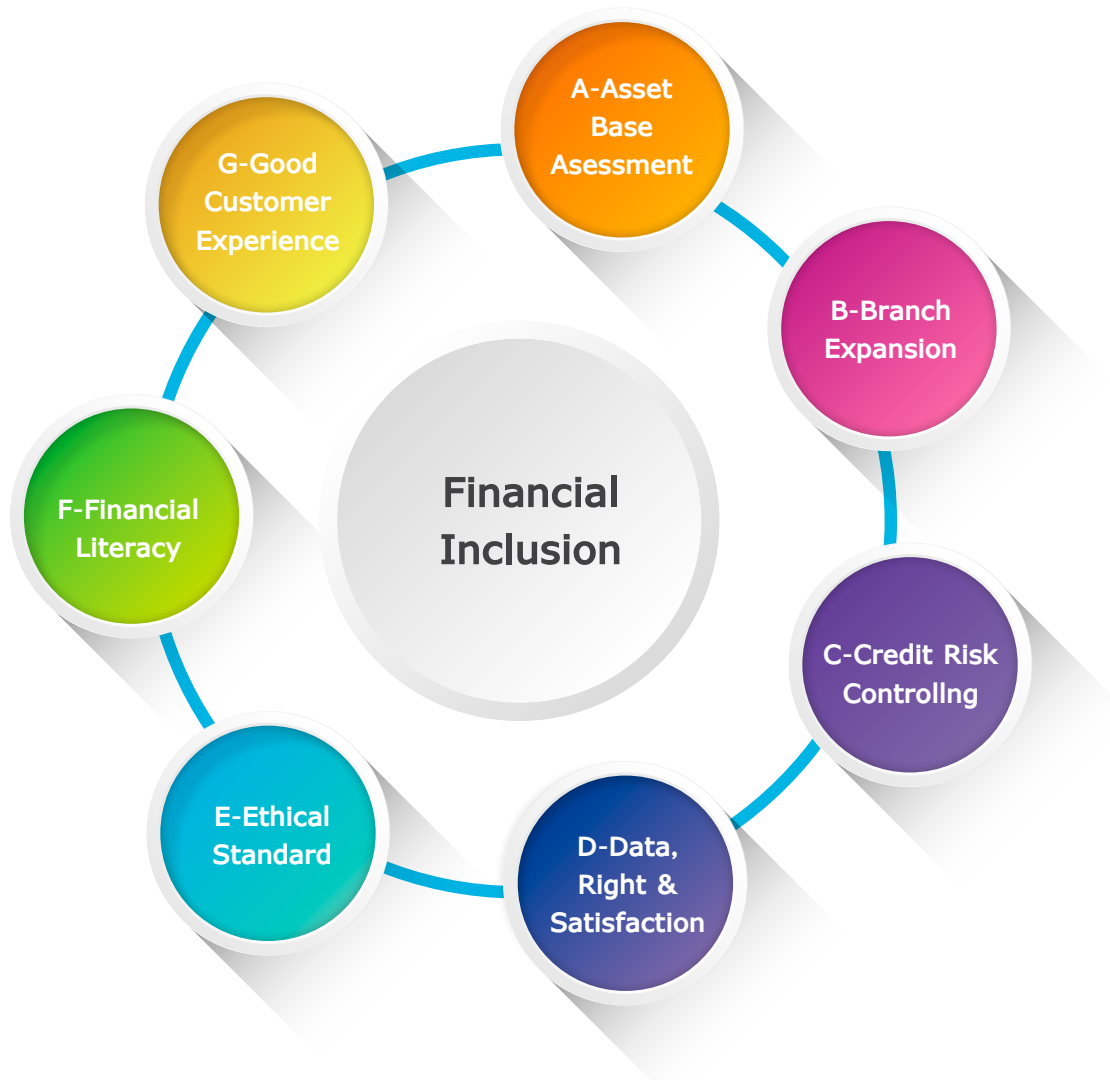 A-Asset
Base
Asessment
B-Branch
Expansion
C-Credit Risk
Controllng
D-Data,
Right &
Satisfaction
E-Ethical
Standard
F-Financial
Literacy
G-Good
Customer
Experience
Financial
Inclusion